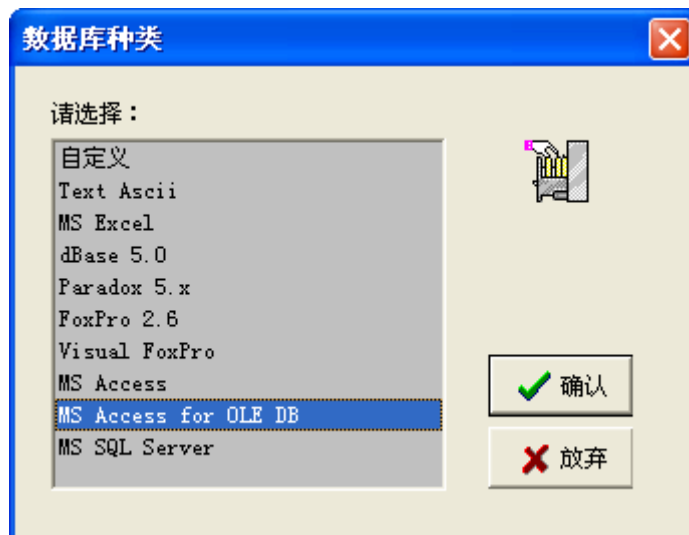 数据库种类
请选择：
自定义
Text Ascii
MS Excel
dBase 5.0
Paradox 5.x
FoxPro 2.6
Visual FoxPro
MS Access
MS Access for OLE DB
MS SQL Server
确认
放弃